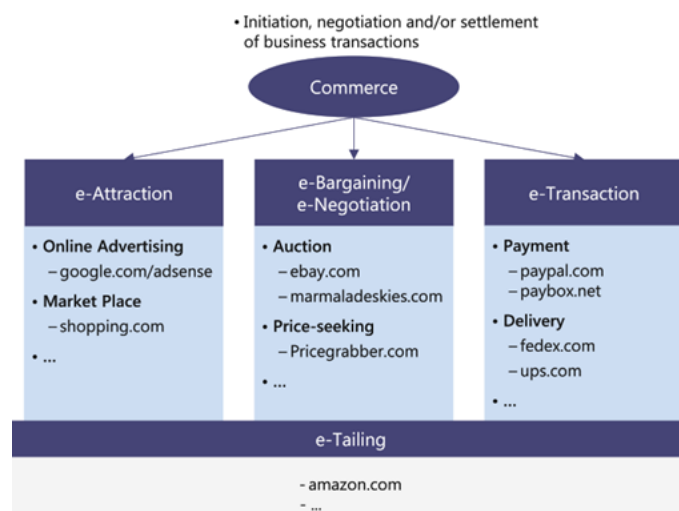 • Initiation, negotiation and/or settlement
of business transactions
Commerce
e-Attraction
• Online Advertising
– google.com/adsense
• Market Place
– shopping.com
• ...
e-Bargaining/
e-Negotiation
• Auction
– ebay.com
– marmaladeskies.com
• Price-seeking
– Pricegrabber.com
• ...
e-Transaction
• Payment
– paypal.com
– paybox.net
• Delivery
– fedex.com
– ups.com
• ...
e-Tailing
- amazon.com
- ...